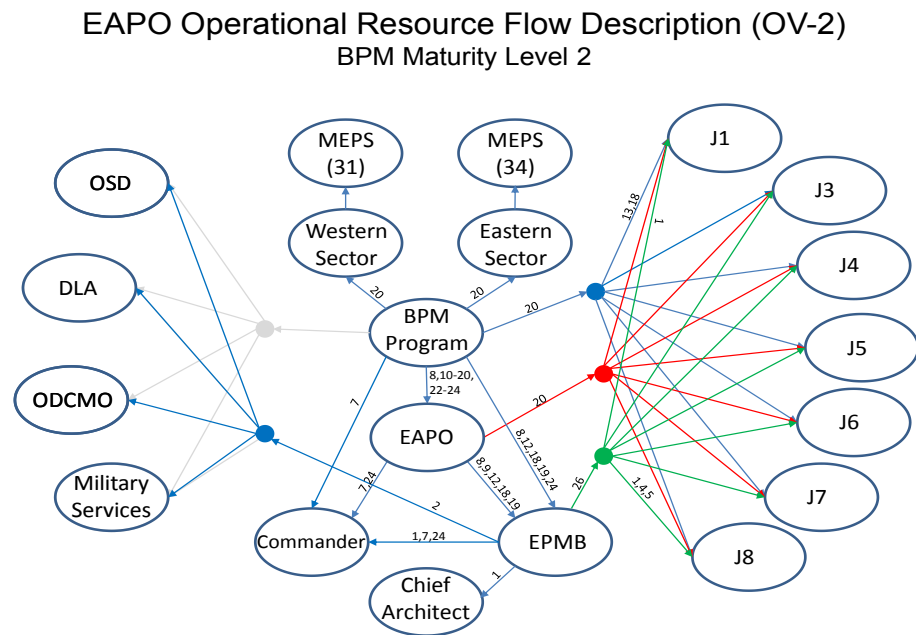 EAPO Operational Resource Flow Description (OV-2)
BPM Maturity Level 2
MEPS
(31)
MEPS
(34)
J1
OSD
J3
13,18
1
Western
Sector
Eastern
Sector
J4
DLA
20
20
20
BPM
Program
J5
7
8,10-20,
22-24
20
ODCMO
J6
EAPO
8,12,18,19,24
7,24
8,9,12,18,19
26
1,4,5
Military
Services
J7
2
Commander
1,7,24
EPMB
J8
1
Chief
Architect